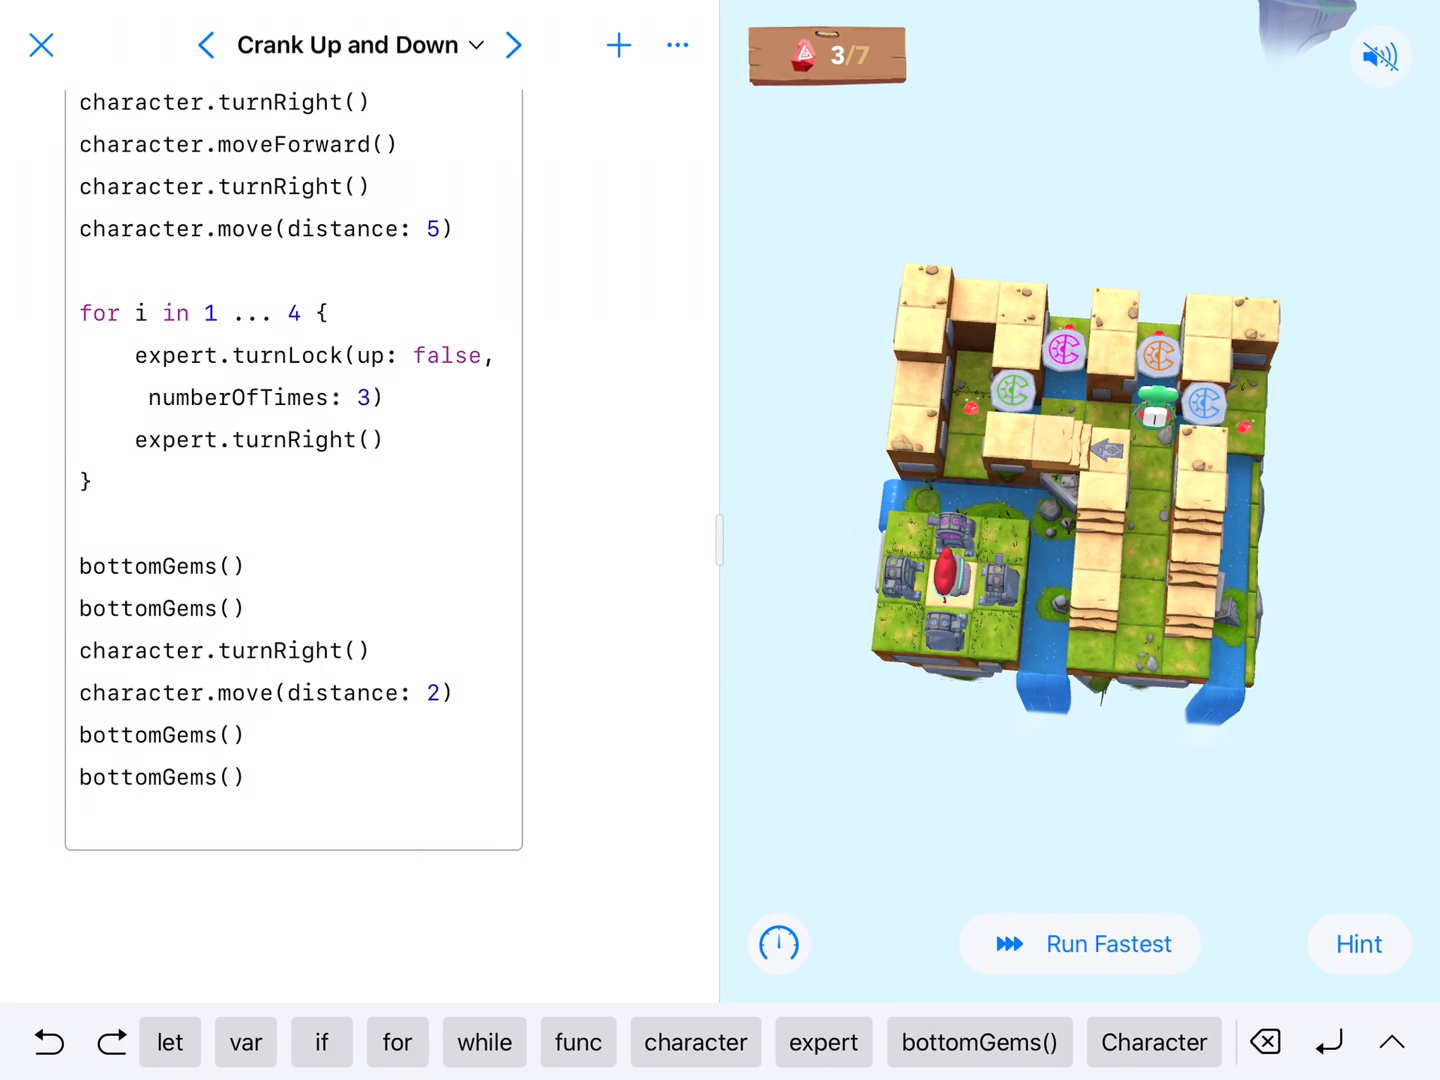 Crank Up and Down
character.turnRight()
character.moveForward()
character.turnRight()
character.move(distance: 5)
for i in 1 ... 4 {
expert.turnLock(up: false,
numberOfTimes: 3)
expert.turnRight()
}
bottomGems()
bottomGems()
character.turnRight()
character.move(distance: 2)
bottomGems()
bottomGems()
3/7
Run Fastest
Hint
let var if for while func character expert bottomGems() Character